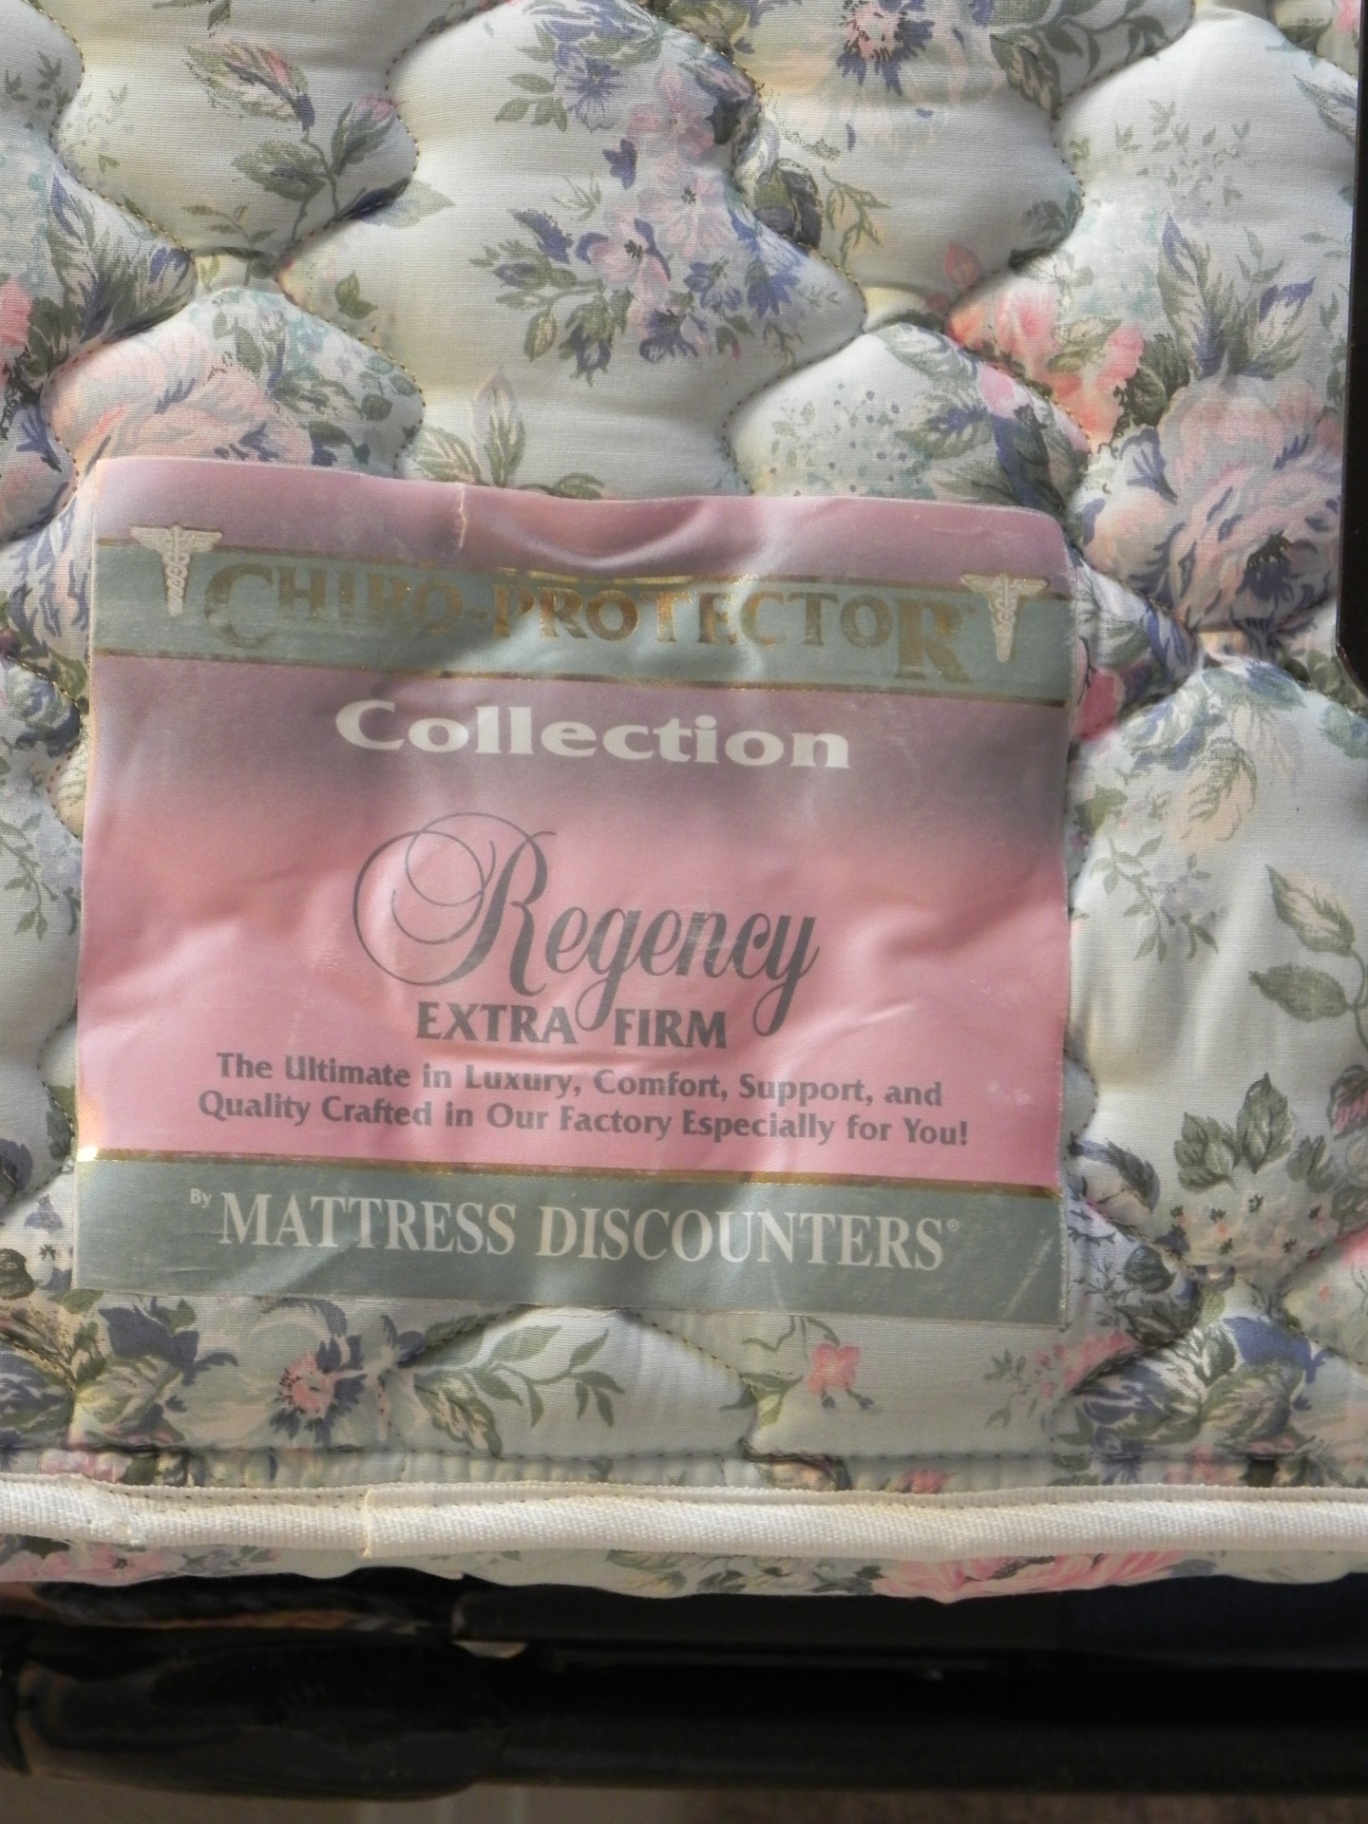 CHIRO-PROTECTOR™
Collection
Regency
EXTRA FIRM
The Ultimate in Luxury, Comfort, Support, and
Quality Crafted in Our Factory Especially for You!
By MATTRESS DISCOUNTERS®